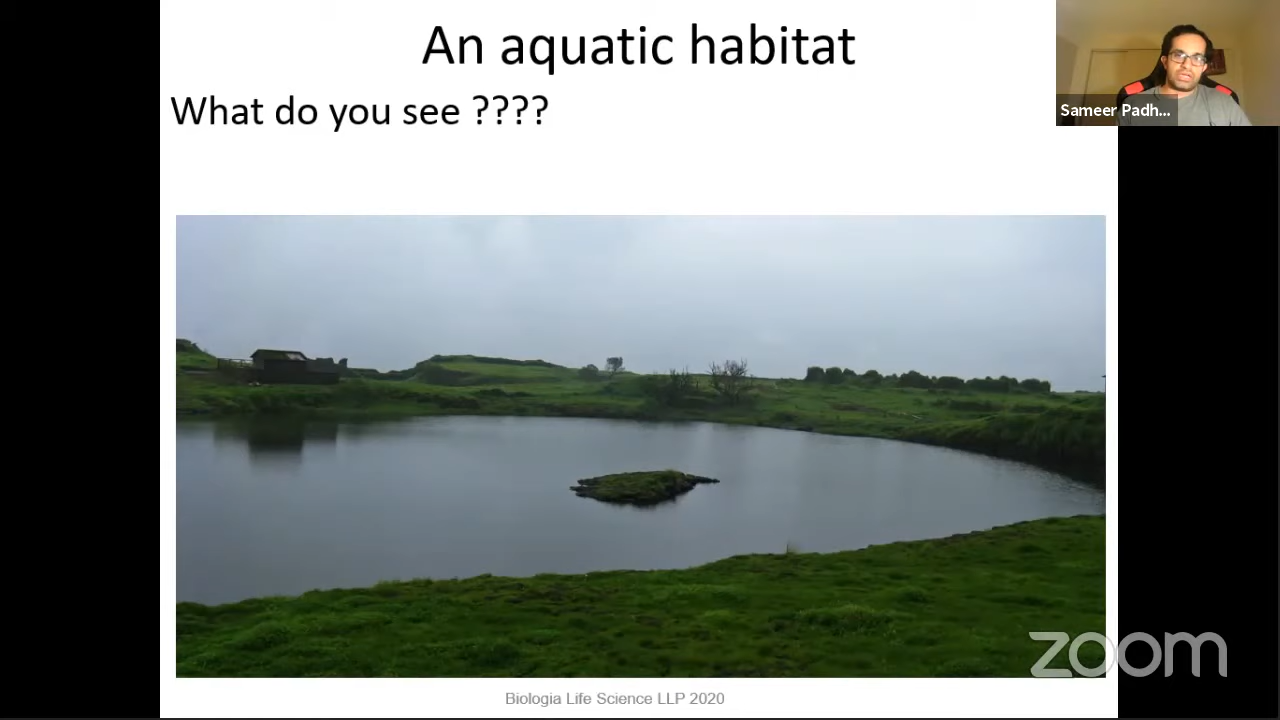 An aquatic habitat
What do you see ????
Sameer Padh...
zoom
Biologia Life Science LLP 2020